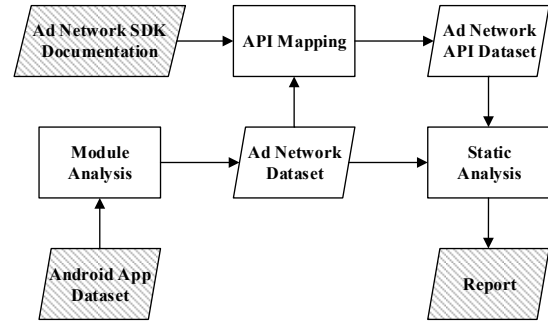 Ad Network SDK
Documentation
API Mapping
Ad Network
API Dataset
Module
Analysis
Ad Network
Dataset
Static
Analysis
Android App
Dataset
Report